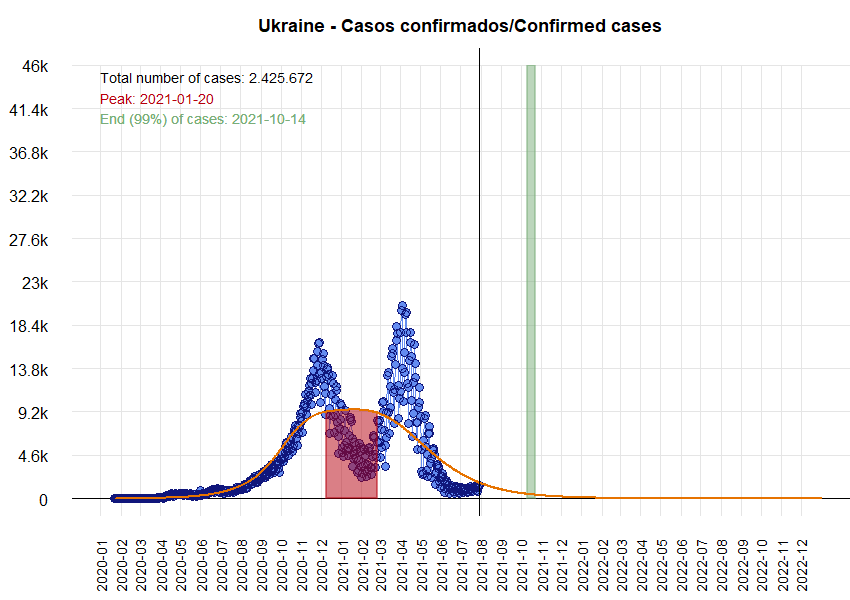 Ukraine - Casos confirmados/Confirmed cases
46k
Total number of cases: 2.425.672
Peak: 2021-01-20
End (99%) of cases: 2021-10-14
41.4k
36.8k
32.2k
27.6k
23k
18.4k
13.8k
9.2k
4.6k
0
2020-01
2020-02
2020-03
2020-04
2020-05
2020-06
2020-07
2020-08
2020-09
2020-10
2020-11
2020-12
2021-01
2021-02
2021-03
2021-04
2021-05
2021-06
2021-07
2021-08
2021-09
2021-10
2021-11
2021-12
2022-01
2022-02
2022-03
2022-04
2022-05
2022-06
2022-07
2022-08
2022-09
2022-10
2022-11
2022-12